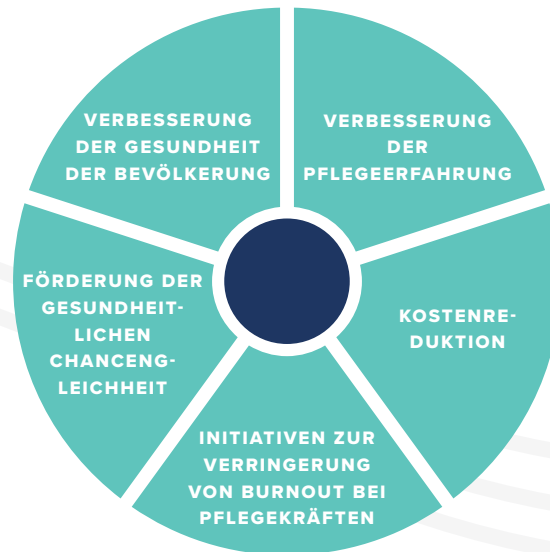 VERBESSERUNG
DER GESUNDHEIT
DER BEVÖLKERUNG
VERBESSERUNG
DER
PFLEGEERFAHRUNG
FÖRDERUNG DER
GESUNDHEIT-
LICHEN
CHANCENG-
LEICHHEIT
KOSTENRE-
DUKTION
INITIATIVEN ZUR
VERRINGERUNG
VON BURNOUT BEI
PFLEGEKRÄFTEN